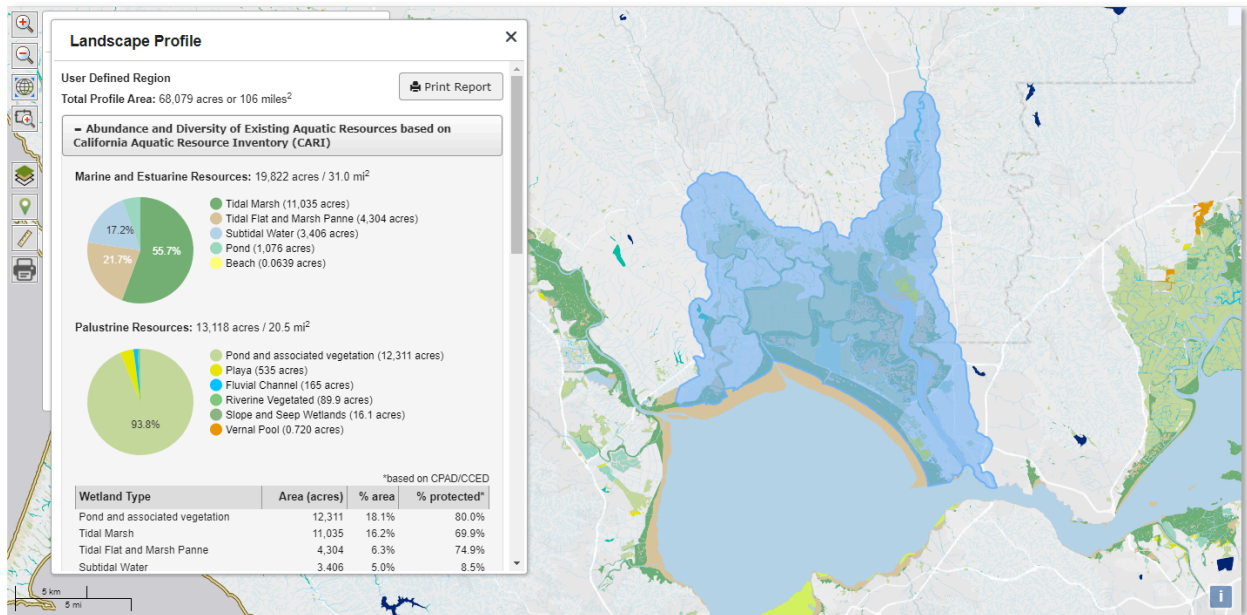 Landscape Profile
×
User Defined Region
Print Report
Total Profile Area: 68,079 acres or 106 miles²
– Abundance and Diversity of Existing Aquatic Resources based on
California Aquatic Resource Inventory (CARI)
Marine and Estuarine Resources: 19,822 acres / 31.0 mi²
17.2%
55.7%
21.7%
Tidal Marsh (11,035 acres)
Tidal Flat and Marsh Panne (4,304 acres)
Subtidal Water (3,406 acres)
Pond (1,076 acres)
Beach (0.0639 acres)
Palustrine Resources: 13,118 acres / 20.5 mi²
93.8%
Pond and associated vegetation (12,311 acres)
Playa (535 acres)
Fluvial Channel (165 acres)
Riverine Vegetated (89.9 acres)
Slope and Seep Wetlands (16.1 acres)
Vernal Pool (0.720 acres)
*based on CPAD/CCED
Wetland Type Area (acres) % area % protected*
Pond and associated vegetation 12,311 18.1% 80.0%
Tidal Marsh 11,035 16.2% 69.9%
Tidal Flat and Marsh Panne 4,304 6.3% 74.9%
Subtidal Water 3,406 5.0% 8.5%
5 km
5 mi
i